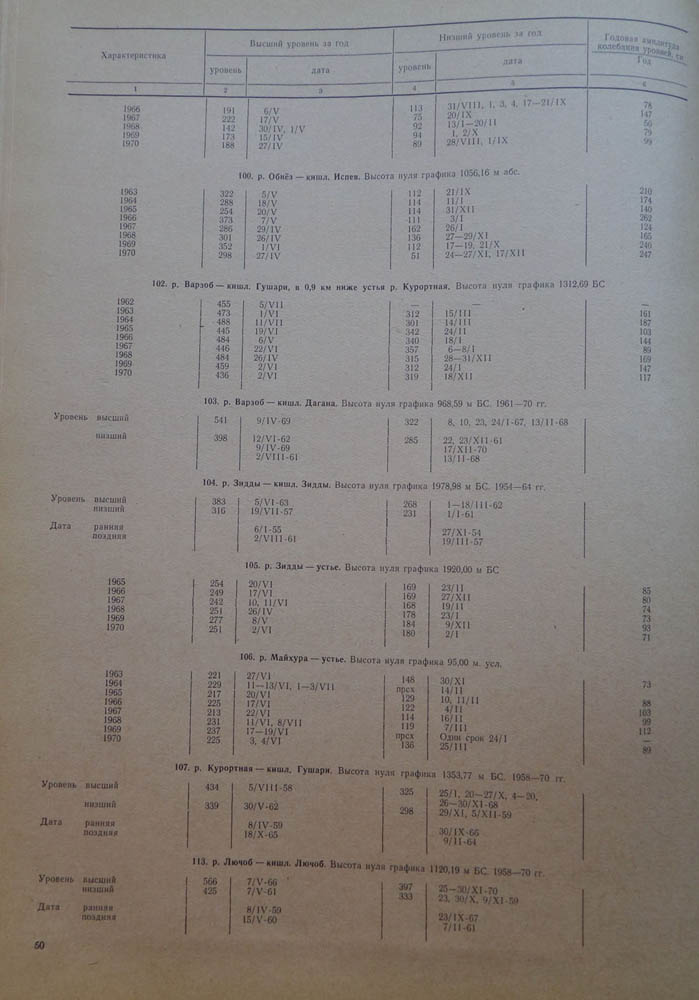 Характеристика Высший уровень за год Низший уровень за год Годовая амплитуда колебания уровней, см
уровень дата уровень дата Год
1 2 3 4 5 6
1966 191 6/V 113 31/VIII, 1, 3, 4, 17—21/IX 78
1967 222 17/V 75 20/IX 147
1968 142 30/IV, 1/V 92 13/I—20/II 50
1969 173 15/IV 94 1, 2/X 79
1970 188 27/IV 89 28/VIII, 1/IX 99
100. р. Обиёз — кишл. Испев. Высота нуля графика 1056,16 м абс.
1963 322 5/V 112 21/IX 210
1964 288 18/V 114 11/I 174
1965 254 20/V 114 31/XII 140
1966 373 7/V 111 3/I 262
1967 286 29/IV 162 26/I 124
1968 301 26/IV 136 27—29/XI 165
1969 352 1/VI 112 17—19, 21/X 240
1970 298 27/IV 51 24—27/XI, 17/XII 247
102. р. Варзоб — кишл. Гушари, в 0,9 км ниже устья р. Курортная. Высота нуля графика 1312,69 БС
1962 455 5/VII — — —
1963 473 1/VI 312 15/III 161
1964 488 11/VII 301 14/III 187
1965 445 19/VI 342 24/II 103
1966 484 6/V 340 18/I 144
1967 446 22/VI 357 6—8/I 89
1968 484 26/IV 315 28—31/XII 169
1969 459 2/VI 312 24/I 147
1970 436 2/VI 319 18/XII 117
103. р. Варзоб — кишл. Дагана. Высота нуля графика 968,59 м БС. 1961—70 гг.
Уровень высший 541 9/IV-69 322 8, 10, 23, 24/I-67, 13/II-68
низший 398 12/VI-62 285 22, 23/XII-61
9/IV-69 17/XII-70
2/VIII-61 13/II-68
104. р. Зидды — кишл. Зидды. Высота нуля графика 1978,98 м БС. 1954—64 гг.
Уровень высший 383 5/VI-63 268 1—18/III-62
низший 316 19/VII-57 231 1/I-61
Дата ранняя 6/I-55 27/XI-54
поздняя 2/VIII-61 19/III-57
105. р. Зидды — устье. Высота нуля графика 1920,00 м БС
1965 254 20/VI 169 23/II 85
1966 249 17/VI 169 27/XII 80
1967 242 10, 11/VI 168 19/II 74
1968 251 26/IV 178 23/I 73
1969 277 8/V 184 9/XII 93
1970 251 2/VI 180 2/I 71
106. р. Майхура — устье. Высота нуля графика 95,00 м. усл.
1963 221 27/VI 148 30/XI 73
1964 229 11—13/VI, 1—3/VII прсх 14/II
1965 217 20/VI 129 10, 11/II 88
1966 225 17/VI 122 4/II 103
1967 213 22/VI 114 16/II 99
1968 231 11/VI, 8/VII 119 7/III 112
1969 237 17—19/VI прсх Один срок 24/I —
1970 225 3, 4/VI 136 25/III 89
107. р. Курортная — кишл. Гушари. Высота нуля графика 1353,77 м БС. 1958—70 гг.
Уровень высший 434 5/VIII-58 325 25/I, 20—27/X, 4—20,
26—30/XI-68
низший 339 30/V-62 298 29/XI, 5/XII-59
Дата ранняя 8/IV-59 30/IX-66
поздняя 18/X-65 9/II-64
113. р. Лючоб — кишл. Лючоб. Высота нуля графика 1120,19 м БС. 1958—70 гг.
Уровень высший 566 7/V-66 397 25—30/XI-70
низший 425 7/V-61 333 23, 30/X, 9/XI-59
Дата ранняя 8/IV-59 23/IX-67
поздняя 15/V-60 7/II-61
50